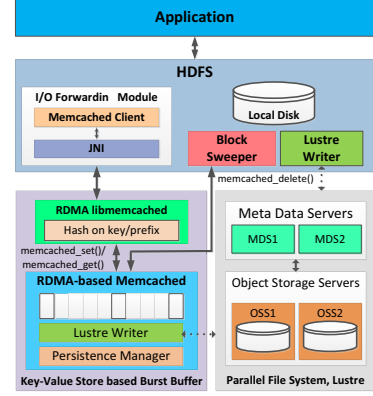 Application
HDFS
I/O Forwardin Module
Memcached Client
JNI
Local Disk
Block
Sweeper
Lustre
Writer
memcached_delete()
RDMA libmemcached
Hash on key/prefix
memcached_set()/
memcached_get()
RDMA-based Memcached
Lustre Writer
Persistence Manager
Key-Value Store based Burst Buffer
Meta Data Servers
MDS1
MDS2
Object Storage Servers
OSS1
OSS2
Parallel File System, Lustre